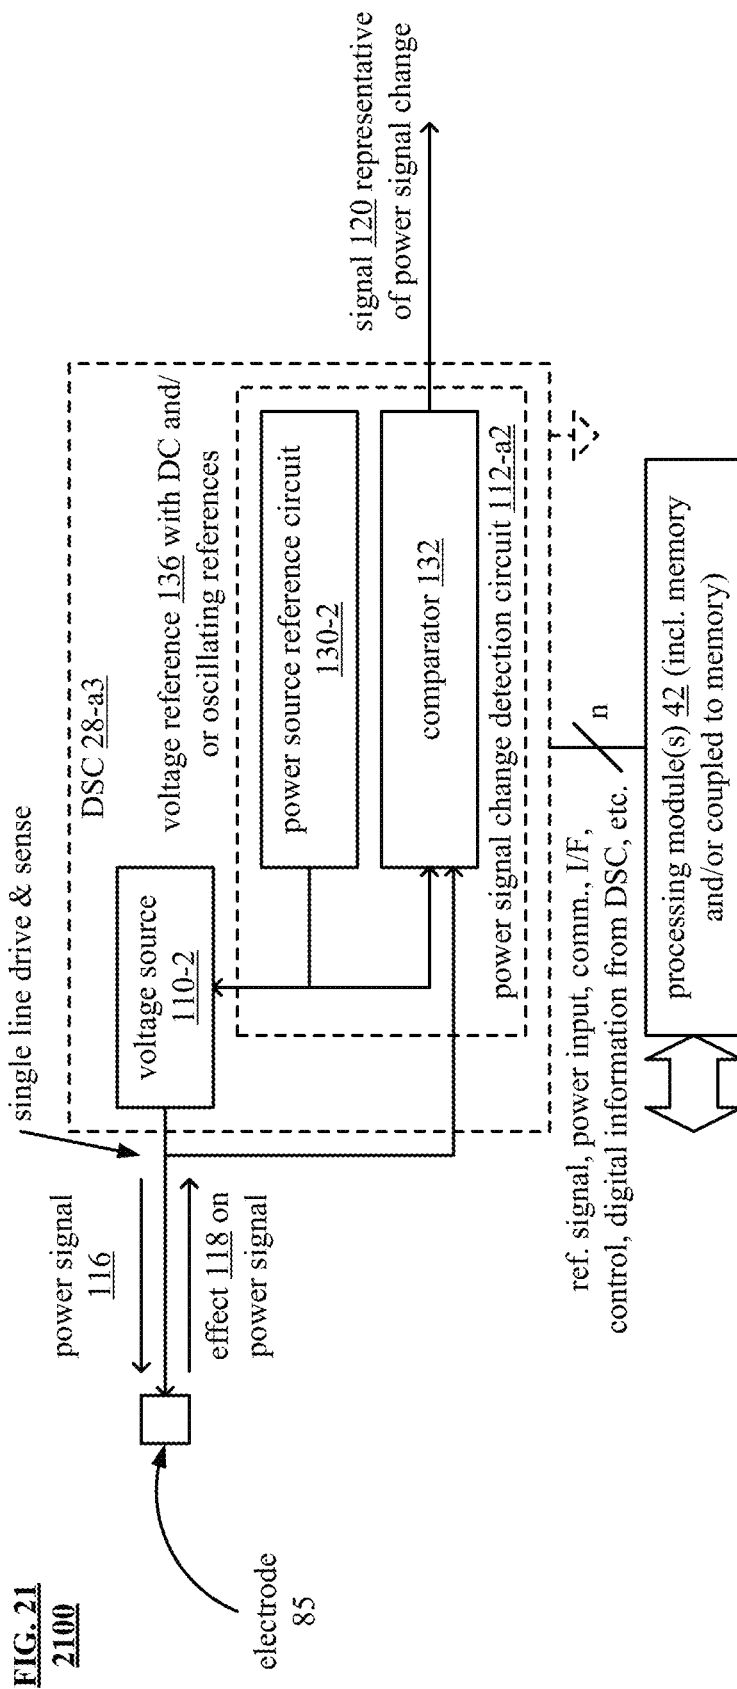 FIG. 21
2100
electrode
85
power signal
116
effect 118 on
power signal
single line drive & sense
DSC 28-a3
voltage source
110-2
voltage reference 136 with DC and/
or oscillating references
power source reference circuit
130-2
comparator 132
power signal change detection circuit 112-a2
signal 120 representative
of power signal change
ref. signal, power input, comm., I/F,
control, digital information from DSC, etc.
n
processing module(s) 42 (incl. memory
and/or coupled to memory)